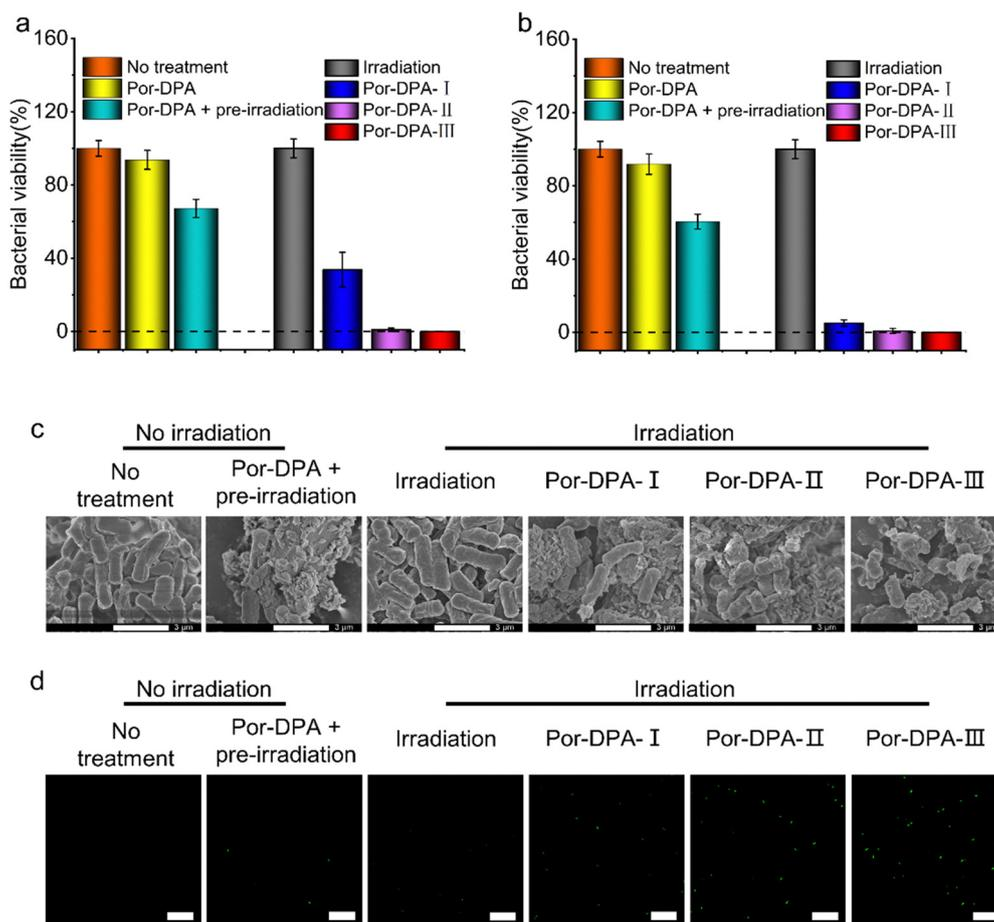 a
160
120
80
40
0
Bacterial viability(%)
No treatment
Por-DPA
Por-DPA + pre-irradiation
Irradiation
Por-DPA-Ⅰ
Por-DPA-Ⅱ
Por-DPA-Ⅲ
b
160
120
80
40
0
Bacterial viability(%)
No treatment
Por-DPA
Por-DPA + pre-irradiation
Irradiation
Por-DPA-Ⅰ
Por-DPA-Ⅱ
Por-DPA-Ⅲ
c
No irradiation
Irradiation
No
treatment
Por-DPA +
pre-irradiation
Irradiation
Por-DPA-Ⅰ
Por-DPA-Ⅱ
Por-DPA-Ⅲ
3 μm
3 μm
3 μm
3 μm
3 μm
3 μm
d
No irradiation
Irradiation
No
treatment
Por-DPA +
pre-irradiation
Irradiation
Por-DPA-Ⅰ
Por-DPA-Ⅱ
Por-DPA-Ⅲ